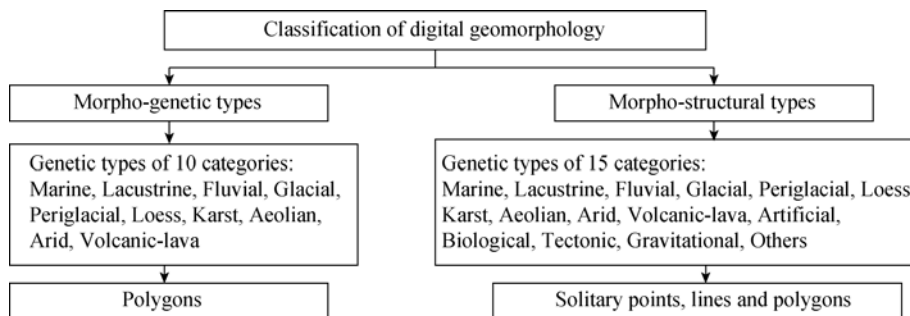 Classification of digital geomorphology
Morpho-genetic types
Morpho-structural types
Genetic types of 10 categories:
Marine, Lacustrine, Fluvial, Glacial,
Periglacial, Loess, Karst, Aeolian,
Arid, Volcanic-lava
Genetic types of 15 categories:
Marine, Lacustrine, Fluvial, Glacial, Periglacial, Loess
Karst, Aeolian, Arid, Volcanic-lava, Artificial,
Biological, Tectonic, Gravitational, Others
Polygons
Solitary points, lines and polygons